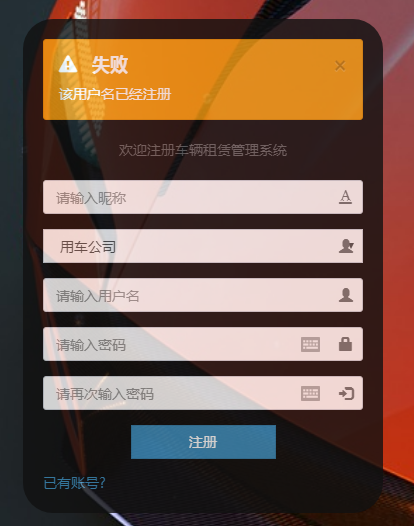 失败
×
该用户名已经注册
欢迎注册车辆租赁管理系统
请输入昵称
用车公司
请输入用户名
请输入密码
请再次输入密码
注册
已有账号?